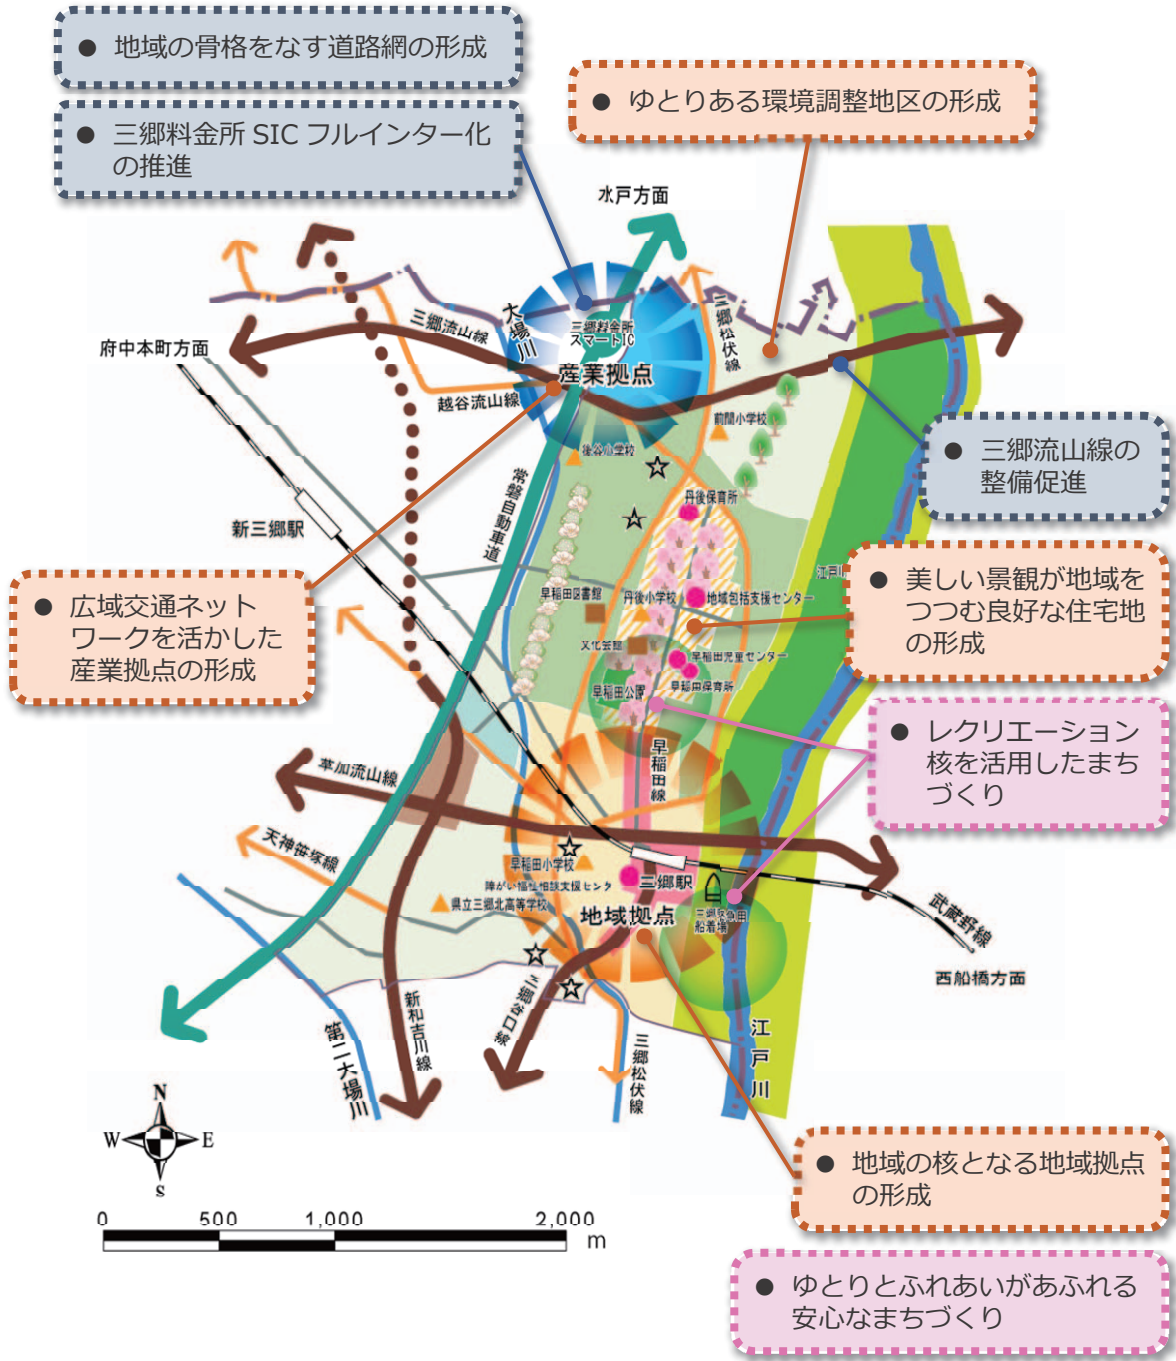 ● 地域の骨格をなす道路網の形成
● 三郷料金所 SIC フルインター化
の推進
● ゆとりある環境調整地区の形成
水戸方面
大場川
三郷料金所
スマートIC
三郷松伏線
三郷流山線
府中本町方面
産業拠点
越谷流山線
前間小学校
後谷小学校
● 三郷流山線の
整備促進
常磐自動車道
丹後保育所
新三郷駅
● 広域交通ネット
ワークを活かした
産業拠点の形成
早稲田図書館
丹後小学校
地域包括支援センター
● 美しい景観が地域を
つつむ良好な住宅地
の形成
文化会館
早稲田児童センター
早稲田公園
早稲田保育所
● レクリエーション
核を活用したまち
づくり
早稲田線
草加流山線
天神笹塚線
早稲田小学校
障がい福祉相談支援センタ
三郷駅
県立三郷北高等学校
地域拠点
船着場
武蔵野線
西船橋方面
新和吉川線
三郷谷口線
第二大場川
三郷松伏線
江戸川
N
W
E
S
0 500 1,000 2,000
m
● 地域の核となる地域拠点
の形成
● ゆとりとふれあいがあふれる
安心なまちづくり